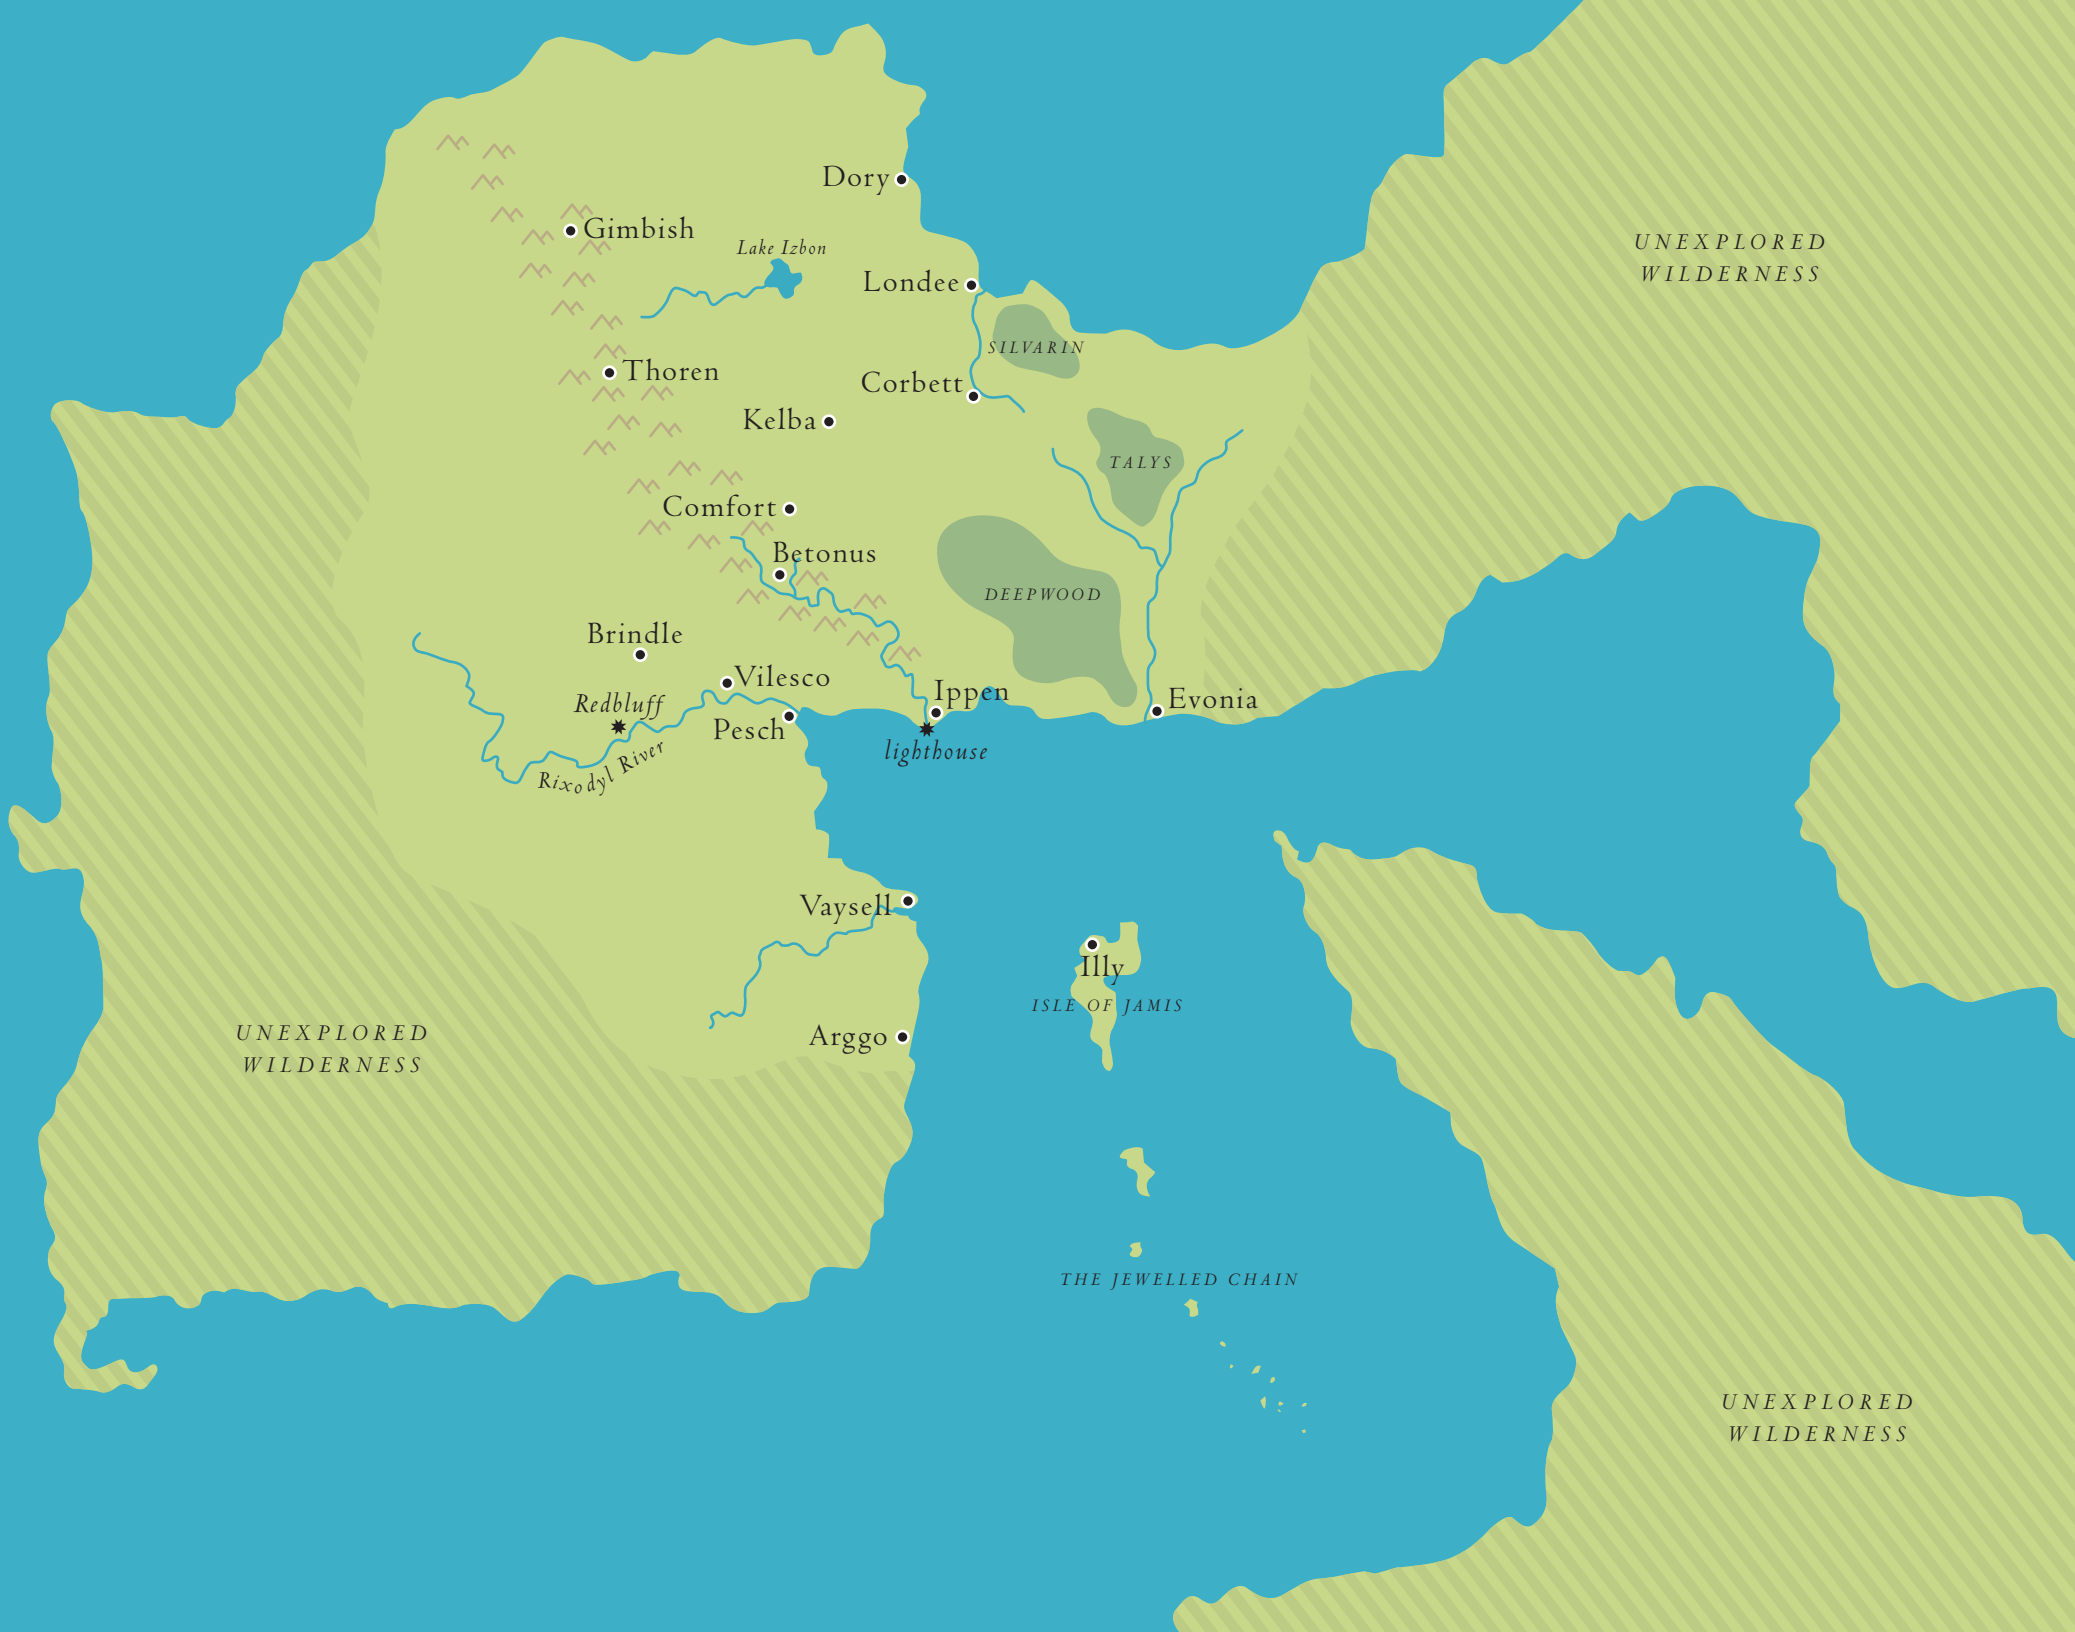 Dory
Gimbish
UNEXPLORED
WILDERNESS
Lake Izbon
Londee
SILVARIN
Thoren
Corbett
Kelba
TALYS
Comfort
Betonus
DEEPWOOD
Brindle
Vilesco
Ippen
Evonia
Redbluff
Pesch
lighthouse
Rixodyl River
Vaysell
Illy
ISLE OF JAMIS
UNEXPLORED
WILDERNESS
Arggo
THE JEWELLED CHAIN
UNEXPLORED
WILDERNESS